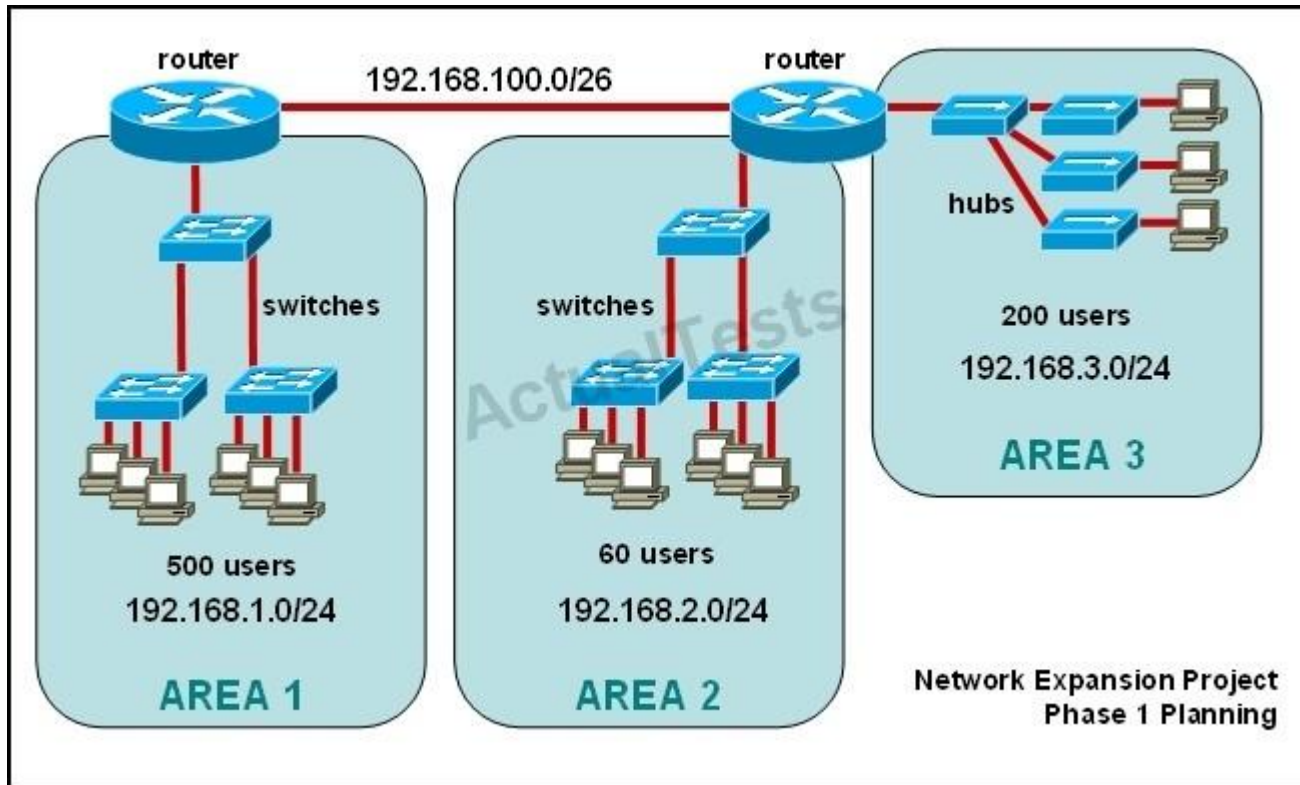 router
192.168.100.0/26
router
hubs
switches
switches
200 users
192.168.3.0/24
AREA 3
ActualTests
500 users
192.168.1.0/24
60 users
192.168.2.0/24
AREA 1
AREA 2
Network Expansion Project
Phase 1 Planning